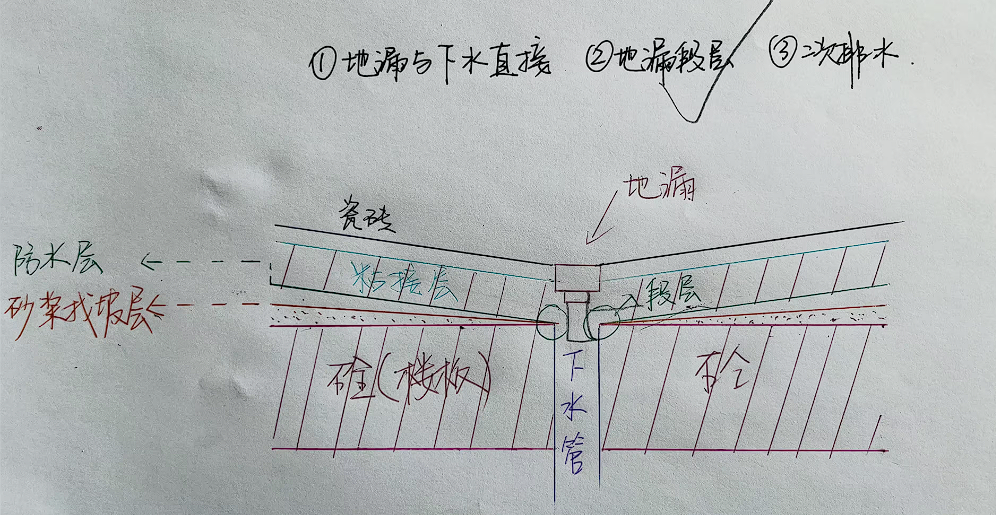 ①地漏与下水直接 ②地漏段层 ③二次排水.
地漏
瓷砖
防水层
粘接层
段层
砂浆找坡层
砼(楼板)
砼
下水管